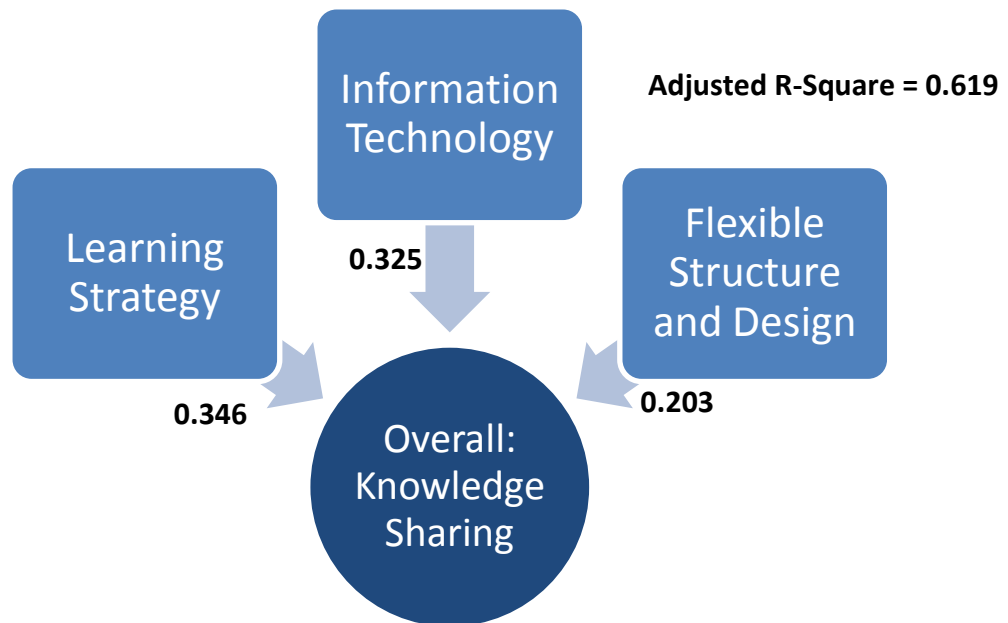 Information
Technology
Adjusted R-Square = 0.619
Learning
Strategy
Flexible
Structure
and Design
0.325
0.346
0.203
Overall:
Knowledge
Sharing